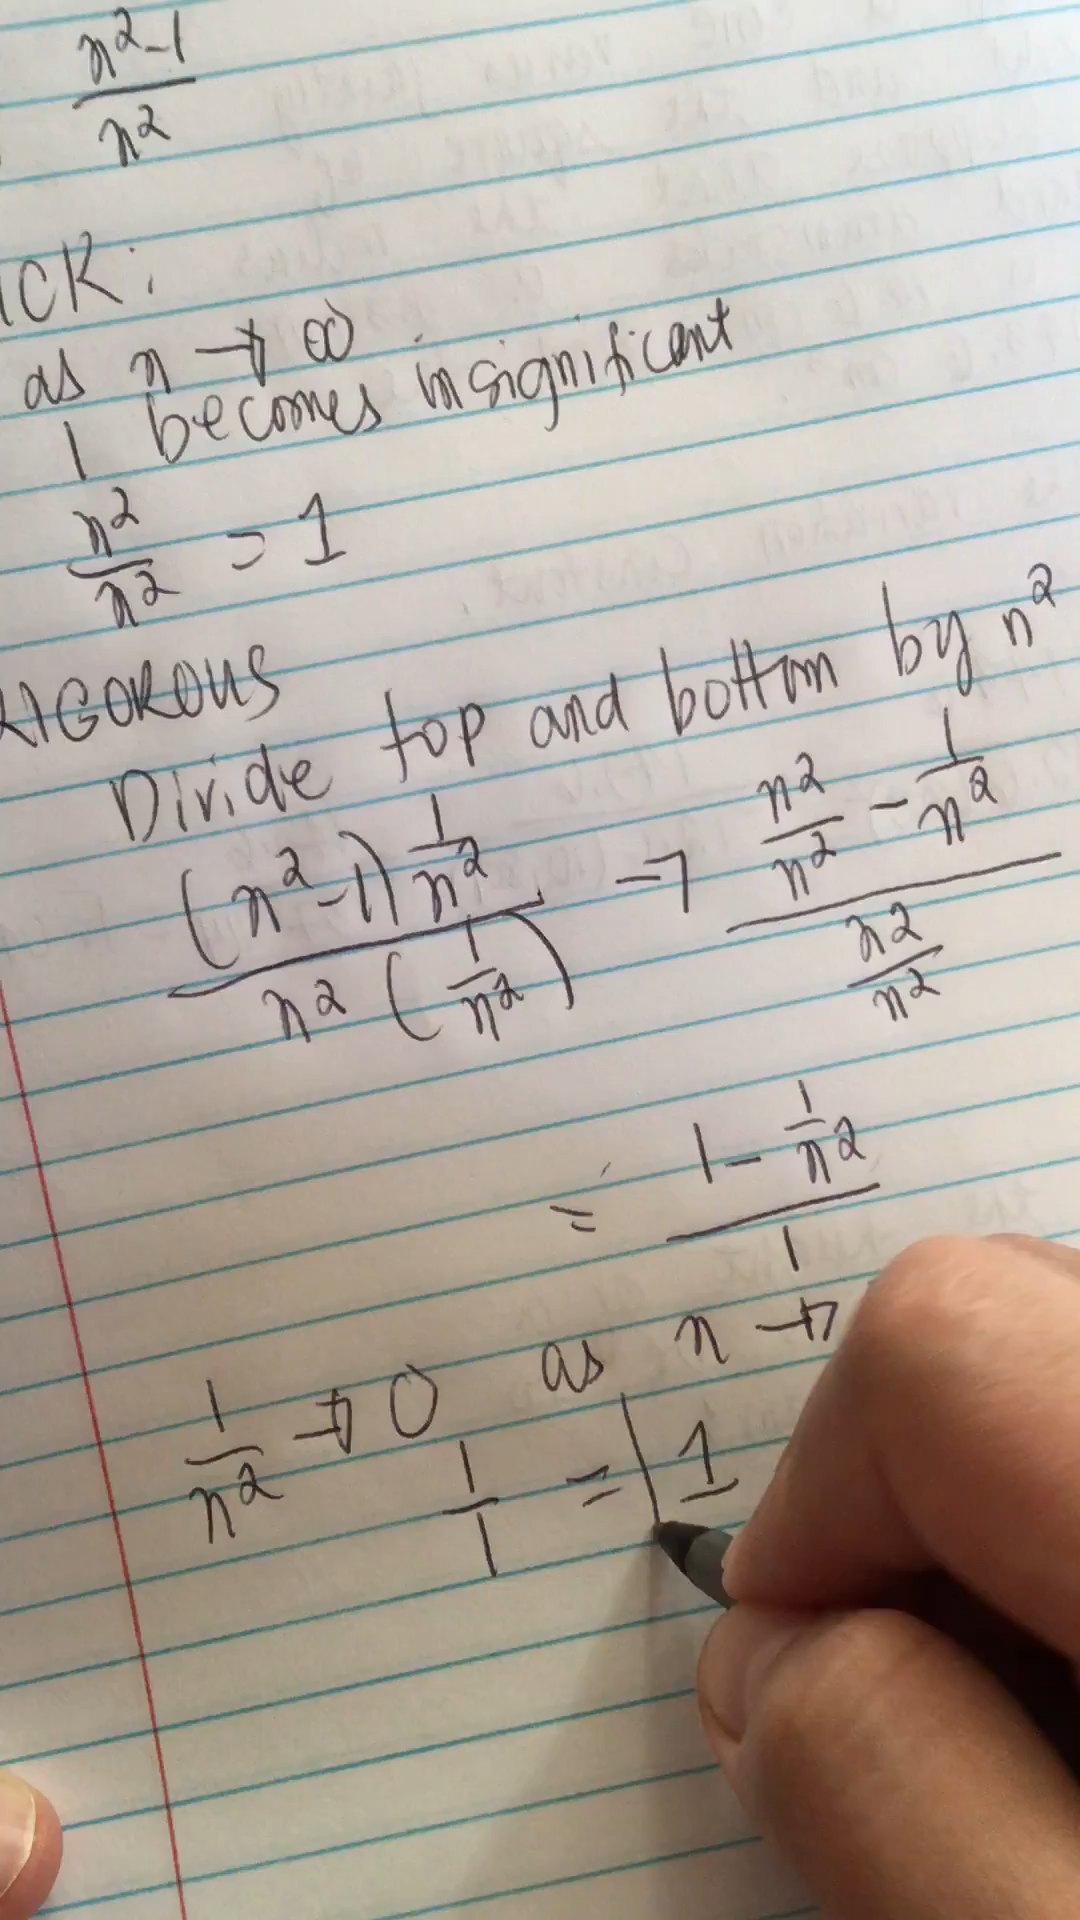 n²-1
n²
ICK:
as n → ∞
1 becomes insignificant
n²/n² = 1
RIGOROUS
Divide top and bottom by n²
(n²-1) 1/n² / n² (1/n²) → n²/n² - 1/n² / n²/n²
= 1 - 1/n² / 1
1/n² → 0 as n →
1/1 = 1